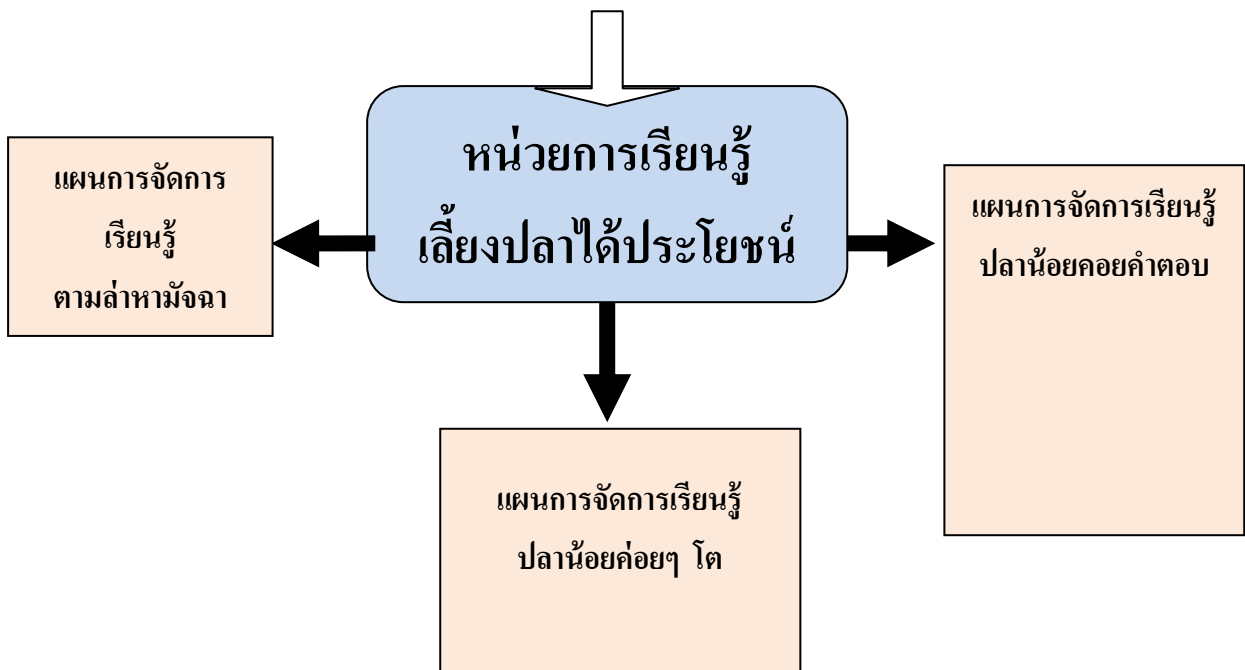 หน่วยการเรียนรู้
เลี้ยงปลาได้ประโยชน์
แผนการจัดการ
เรียนรู้
ตามล่าหามัจฉา
แผนการจัดการเรียนรู้
ปลาน้อยคอยคำตอบ
แผนการจัดการเรียนรู้
ปลาน้อยค่อยๆ โต